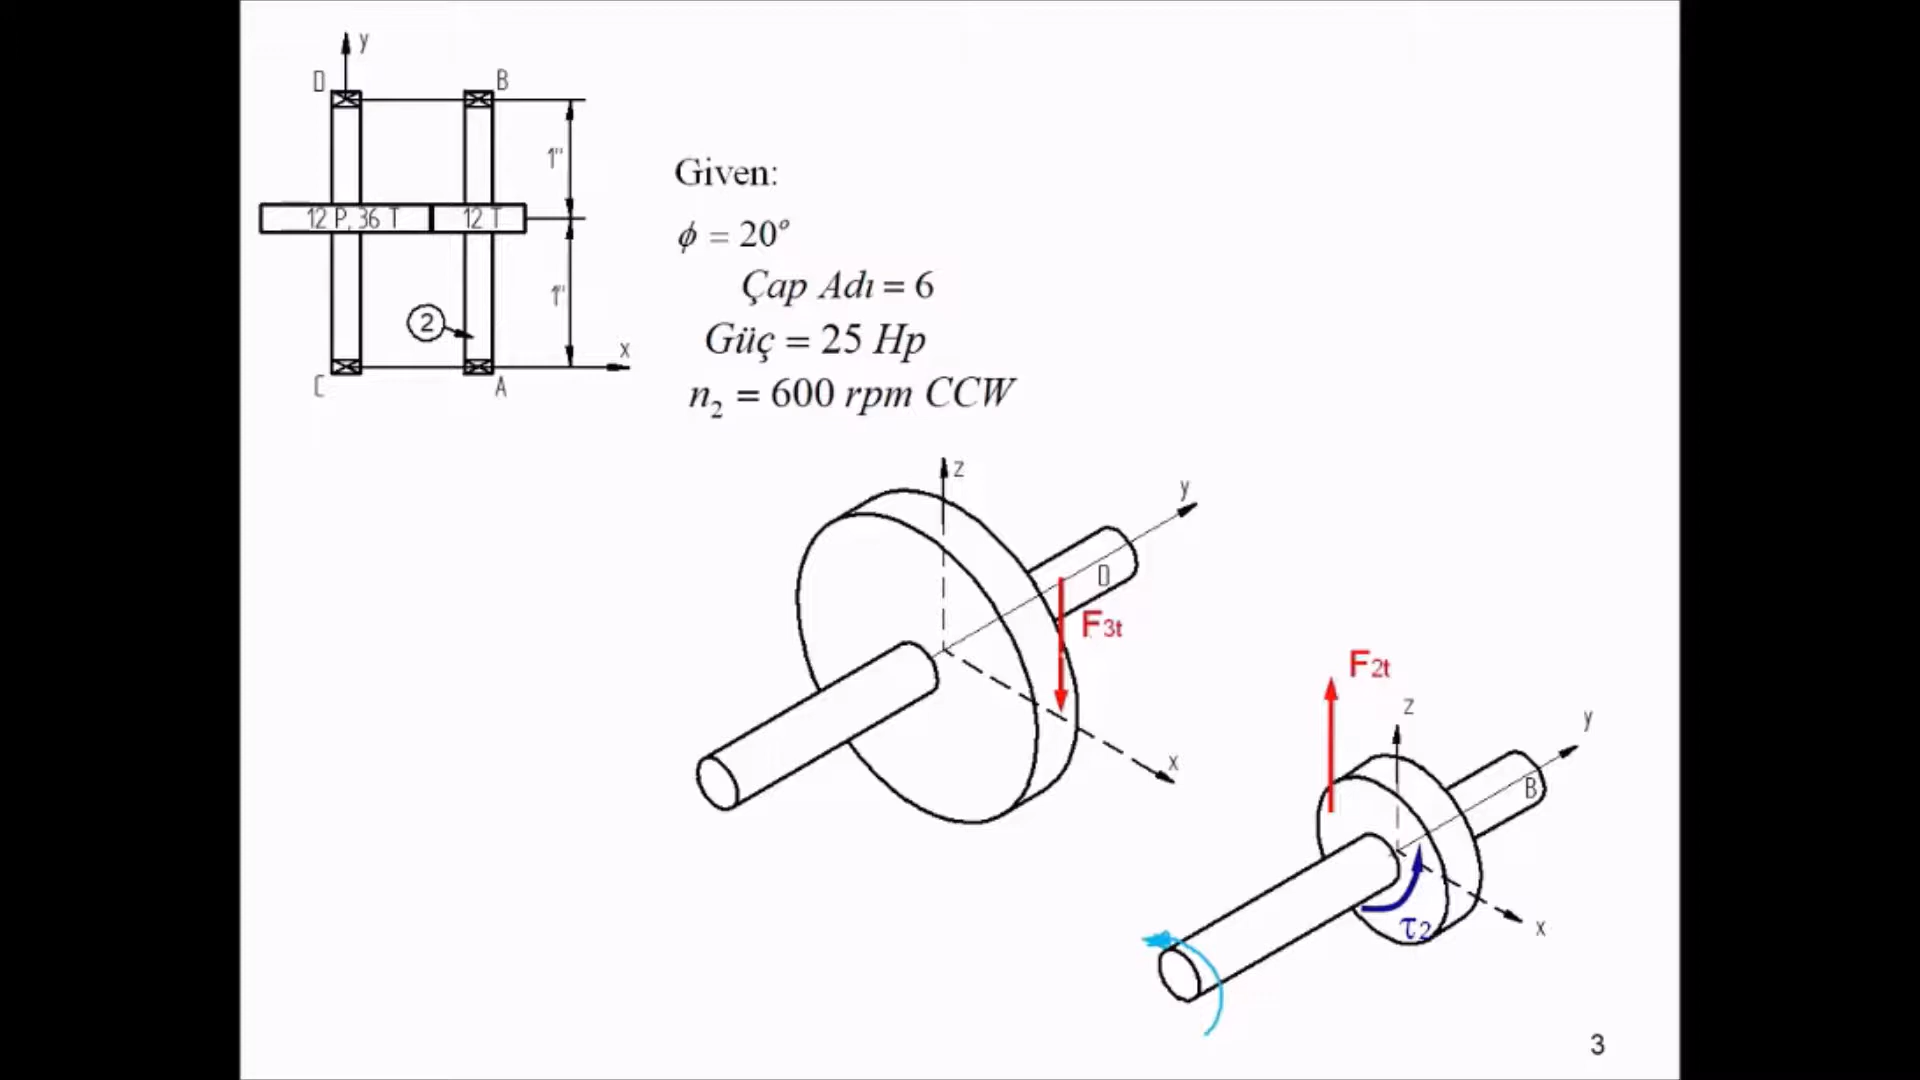 y
D
B
1"
12 P, 36 T
12 T
1"
2
x
C
A
Given:
ϕ = 20º
Çap Adı = 6
Güç = 25 Hp
n₂ = 600 rpm CCW
z
y
D
F3t
x
F2t
z
y
B
τ2
x
3